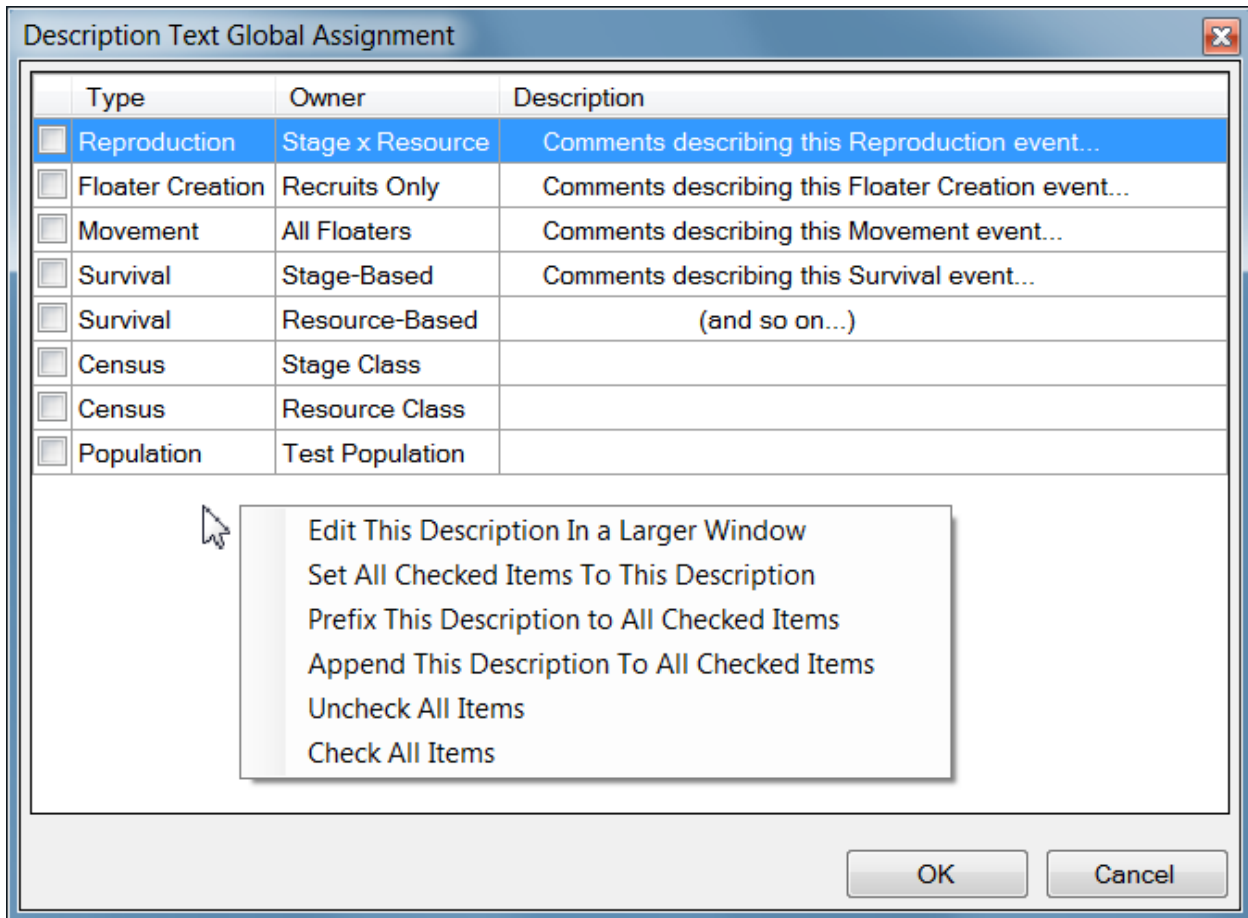 Description Text Global Assignment
Type Owner Description
Reproduction Stage x Resource Comments describing this Reproduction event...
Floater Creation Recruits Only Comments describing this Floater Creation event...
Movement All Floaters Comments describing this Movement event...
Survival Stage-Based Comments describing this Survival event...
Survival Resource-Based (and so on...)
Census Stage Class
Census Resource Class
Population Test Population
Edit This Description In a Larger Window
Set All Checked Items To This Description
Prefix This Description to All Checked Items
Append This Description To All Checked Items
Uncheck All Items
Check All Items
OK Cancel